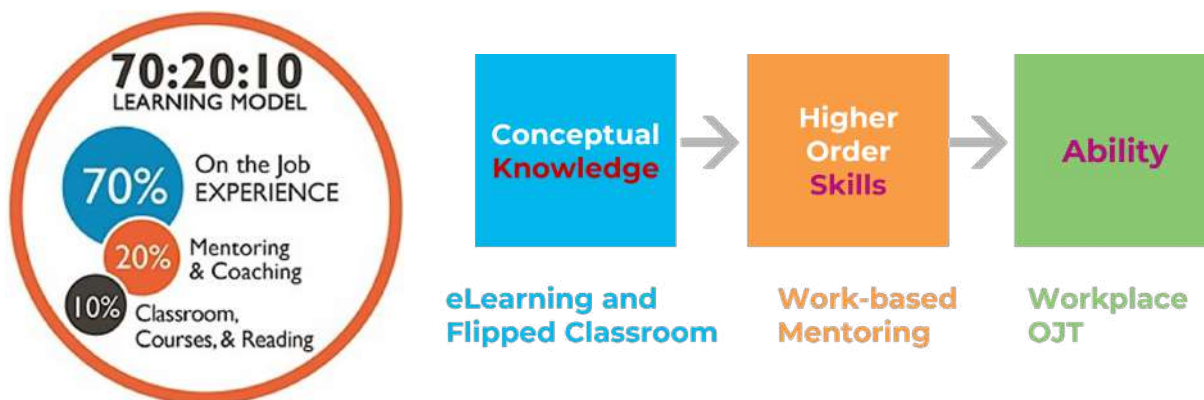 70:20:10
LEARNING MODEL
70%
On the Job
EXPERIENCE
20%
Mentoring
& Coaching
10%
Classroom,
Courses, & Reading
Conceptual
Knowledge
Higher
Order
Skills
Ability
eLearning and
Flipped Classroom
Work-based
Mentoring
Workplace
OJT